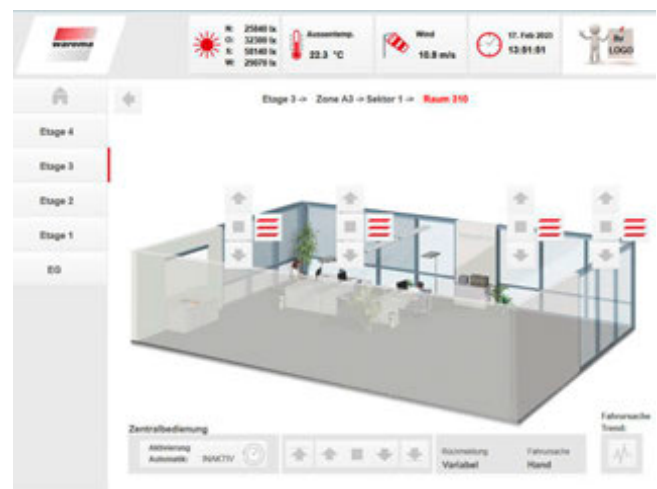 warema
N: 25840 lx
O: 32300 lx
S: 50140 lx
W: 29070 lx
Aussentemp.
22.3 °C
Wind
10.8 m/s
17. Feb 2023
13:01:01
Ihr
LOGO
Etage 3 -> Zone A3 -> Sektor 1 -> Raum 310
Etage 4
Etage 3
Etage 2
Etage 1
EG
Zentralbedienung
Aktivierung
Automatik: INAKTIV
Rückmeldung
Variabel
Fahrursache
Hand
Fahrursache
Trend: